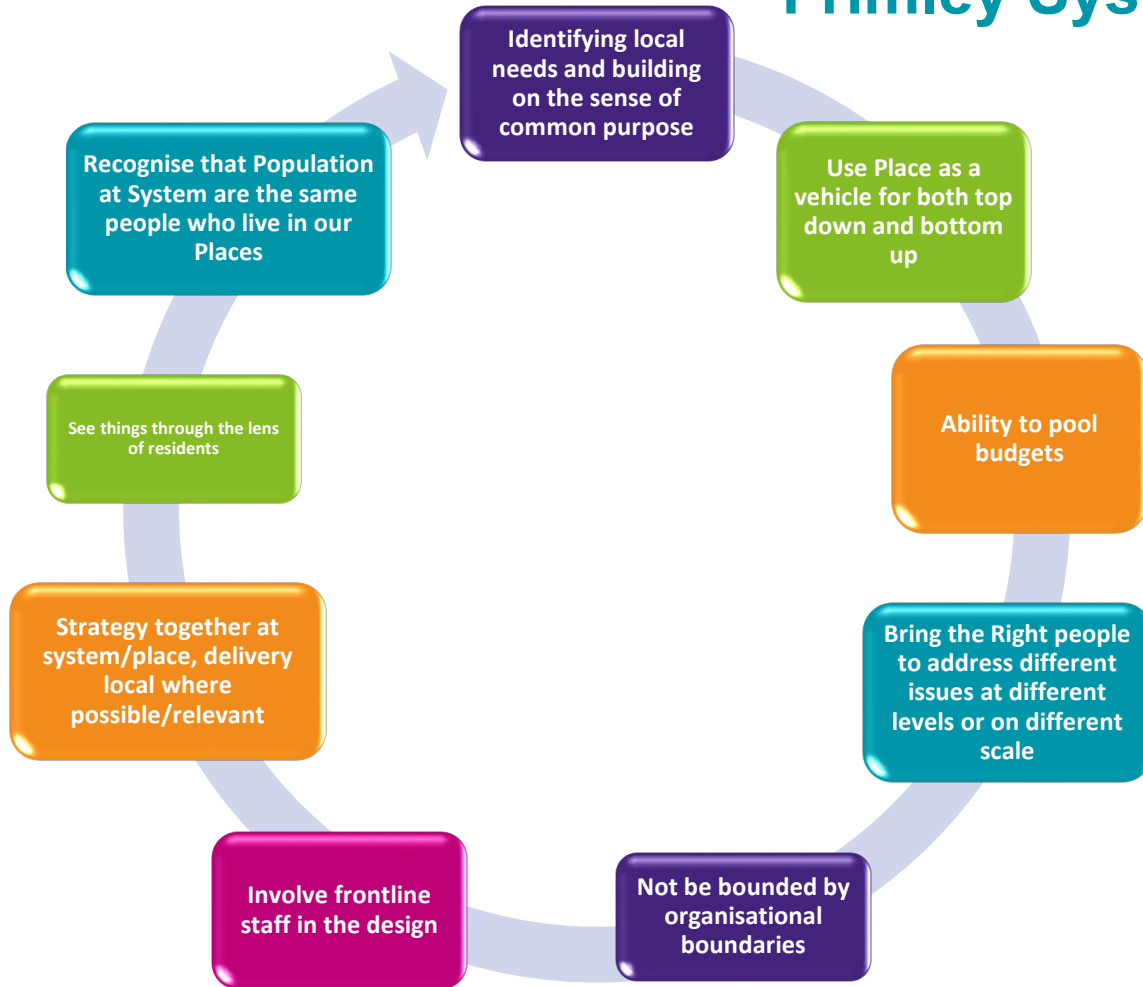 Identifying local
needs and building
on the sense of
common purpose
Use Place as a
vehicle for both top
down and bottom
up
Ability to pool
budgets
Bring the Right people
to address different
issues at different
levels or on different
scale
Not be bounded by
organisational
boundaries
Involve frontline
staff in the design
Strategy together at
system/place, delivery
local where
possible/relevant
See things through the lens
of residents
Recognise that Population
at System are the same
people who live in our
Places